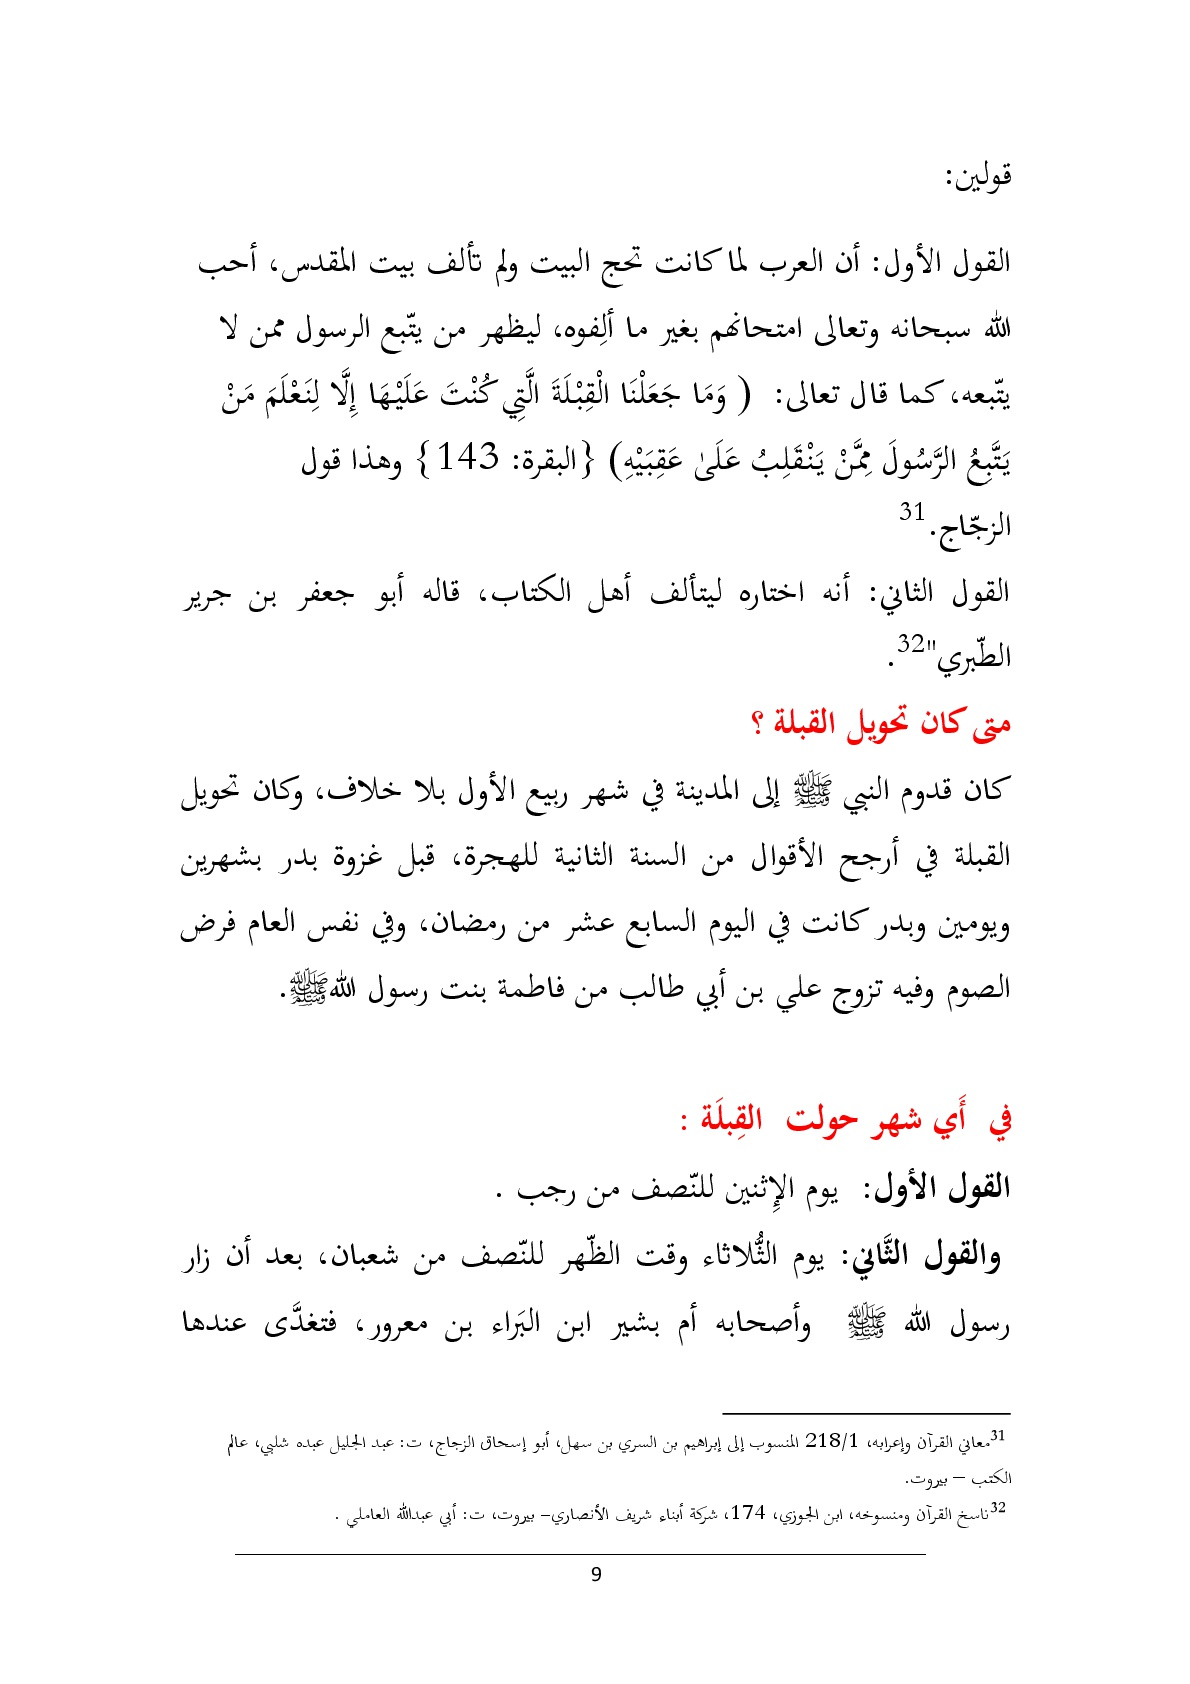 قولين:
القول الأول: أن العرب لما كانت تحج البيت ولم تألف بيت المقدس، أحب
الله سبحانه وتعالى امتحانهم بغير ما ألِفوه، ليظهر من يتّبع الرسول ممن لا
يتّبعه، كما قال تعالى: ( وَمَا جَعَلْنَا الْقِبْلَةَ الَّتِي كُنْتَ عَلَيْهَا إِلَّا لِنَعْلَمَ مَنْ
يَتَّبِعُ الرَّسُولَ مِمَّنْ يَنْقَلِبُ عَلَىٰ عَقِبَيْهِ) {البقرة: 143} وهذا قول
الزجّاج.31
القول الثاني: أنه اختاره ليتألف أهل الكتاب، قاله أبو جعفر بن جرير
الطّبري"32.
متى كان تحويل القبلة ؟
كان قدوم النبي ﷺ إلى المدينة في شهر ربيع الأول بلا خلاف، وكان تحويل
القبلة في أرجح الأقوال من السنة الثانية للهجرة، قبل غزوة بدر بشهرين
ويومين وبدر كانت في اليوم السابع عشر من رمضان، وفي نفس العام فرض
الصوم وفيه تزوج علي بن أبي طالب من فاطمة بنت رسول اللهﷺ.
في أَي شهر حولت القِبلَة :
القول الأول: يوم الإِثنين للنّصف من رجب .
والقول الثَّاني: يوم الثُّلاثاء وقت الظّهر للنّصف من شعبان، بعد أن زار
رسول الله ﷺ وأصحابه أم بشير ابن البَراء بن معرور، فتغدَّى عندها
31معاني القرآن وإعرابه، 218/1 المنسوب إلى إبراهيم بن السري بن سهل، أبو إسحاق الزجاج، ت: عبد الجليل عبده شلبي، عالم
الكتب – بيروت.
32ناسخ القرآن ومنسوخه، ابن الجوزي، 174، شركة أبناء شريف الأنصاري– بيروت، ت: أبي عبدالله العاملي .
9